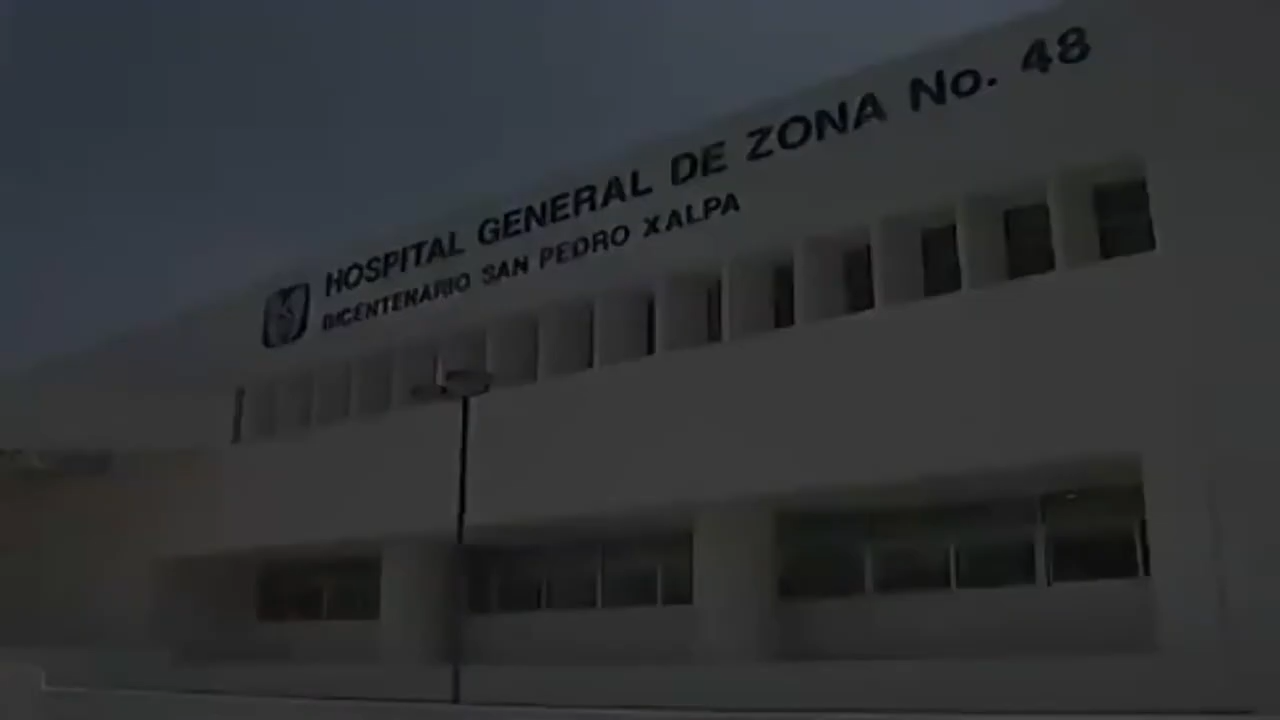 HOSPITAL GENERAL DE ZONA No. 48
BICENTENARIO SAN PEDRO XALPA